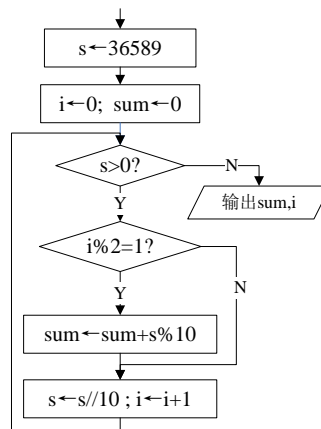 s←36589
i←0; sum←0
s>0?
N
输出sum,i
Y
i%2=1?
N
Y
sum←sum+s%10
s←s//10 ; i←i+1